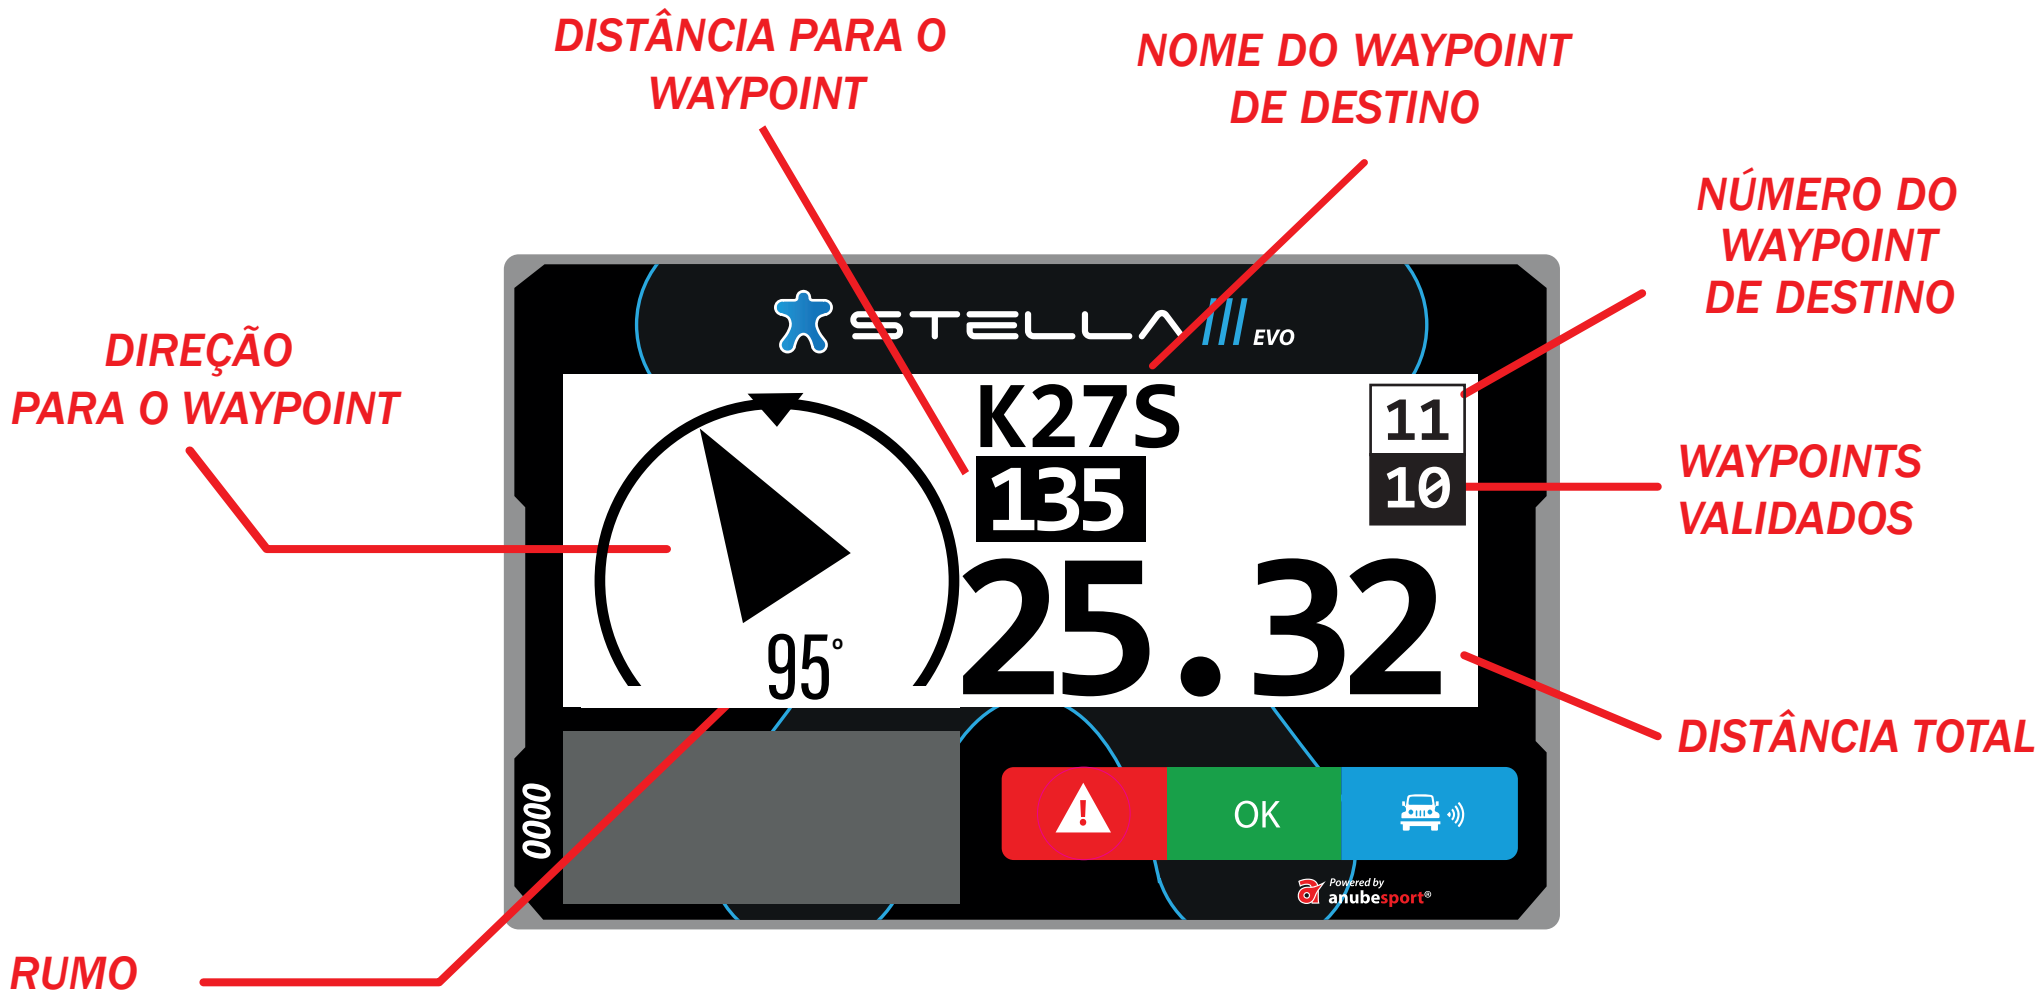 DISTÂNCIA PARA O
WAYPOINT
NOME DO WAYPOINT
DE DESTINO
NÚMERO DO
WAYPOINT
DE DESTINO
DIREÇÃO
PARA O WAYPOINT
STELLA III EVO
K27S
11
135
10
WAYPOINTS
VALIDADOS
25.32
95°
DISTÂNCIA TOTAL
0000
OK
Powered by
anubesport®
RUMO